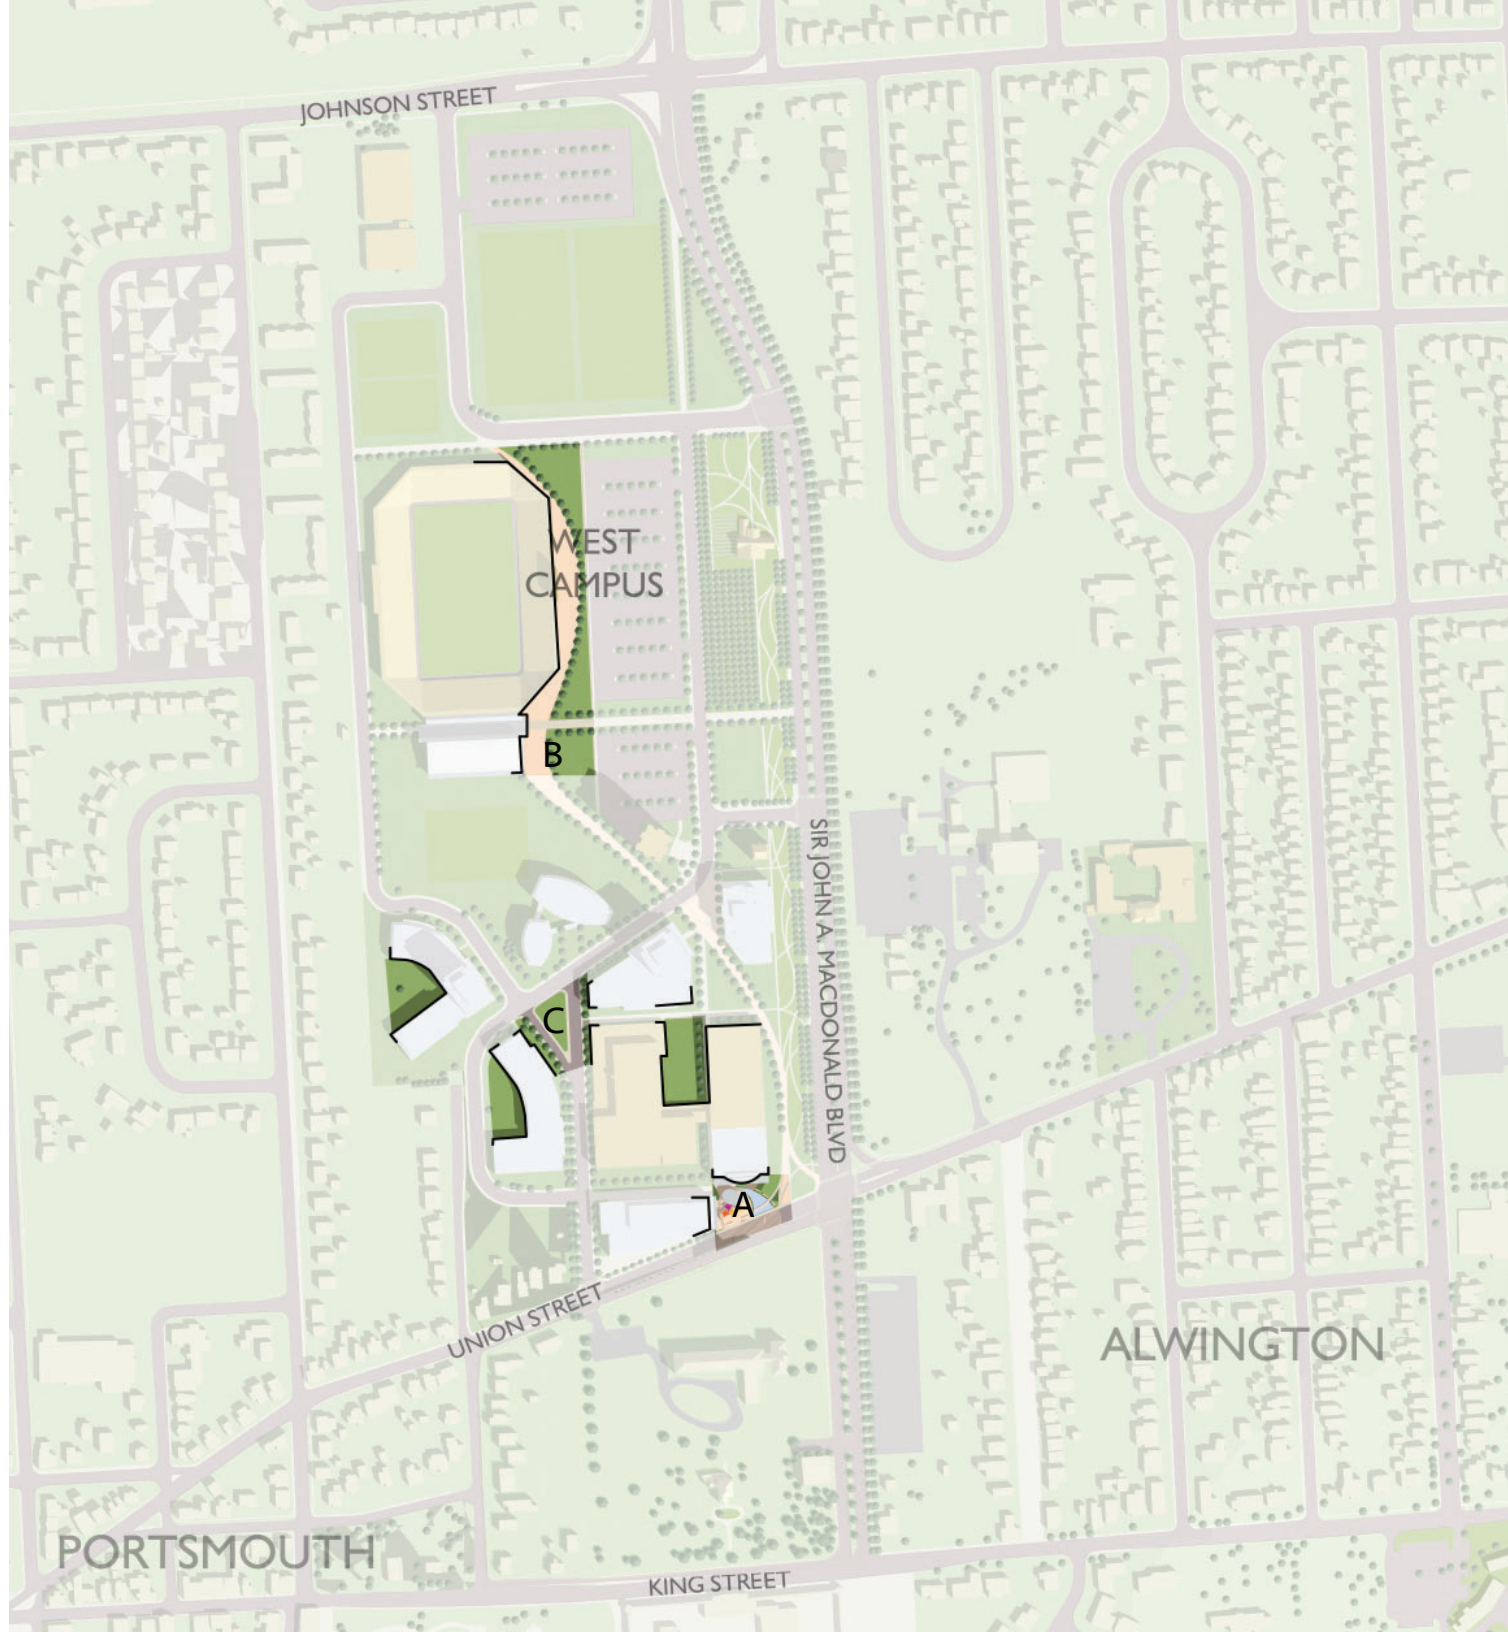 JOHNSON STREET
WEST
CAMPUS
B
SIR JOHN A. MACDONALD BLVD
C
A
UNION STREET
ALWINGTON
PORTSMOUTH
KING STREET